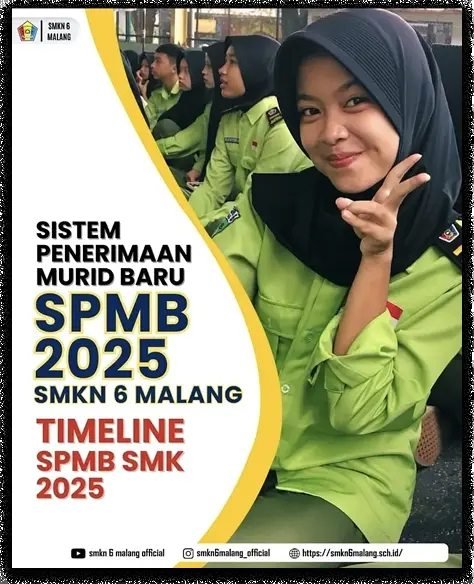 SMKN 6
MALANG
SISTEM
PENERIMAAN
MURID BARU
SPMB
2025
SMKN 6 MALANG
TIMELINE
SPMB SMK
2025
smkn 6 malang official
smkn6malang_official
https://smkn6malang.sch.id/